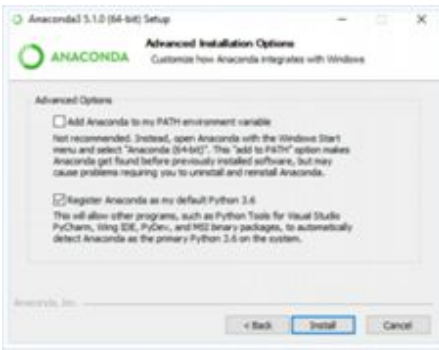 Anaconda3 5.1.0 (64-bit) Setup
Advanced Installation Options
Customize how Anaconda integrates with Windows
ANACONDA
Advanced Options
Add Anaconda to my PATH environment variable
Not recommended. Instead, open Anaconda with the Windows Start
menu and select "Anaconda (64-bit)". This "add to PATH" option makes
Anaconda get found before previously installed software, but may
cause problems requiring you to uninstall and reinstall Anaconda.
Register Anaconda as my default Python 3.6
This will allow other programs, such as Python Tools for Visual Studio
PyCharm, Wing IDE, PyDev, and MSI binary packages, to automatically
detect Anaconda as the primary Python 3.6 on the system.
Anaconda, Inc.
< Back
Install
Cancel